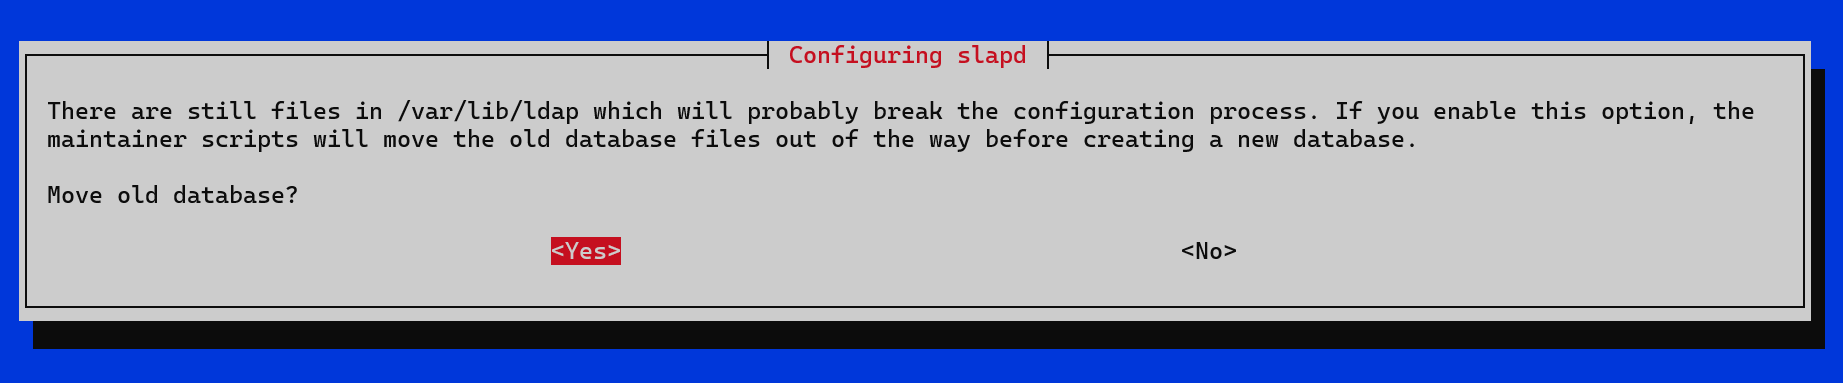 Configuring slapd
There are still files in /var/lib/ldap which will probably break the configuration process. If you enable this option, the
maintainer scripts will move the old database files out of the way before creating a new database.
Move old database?
<Yes> <No>